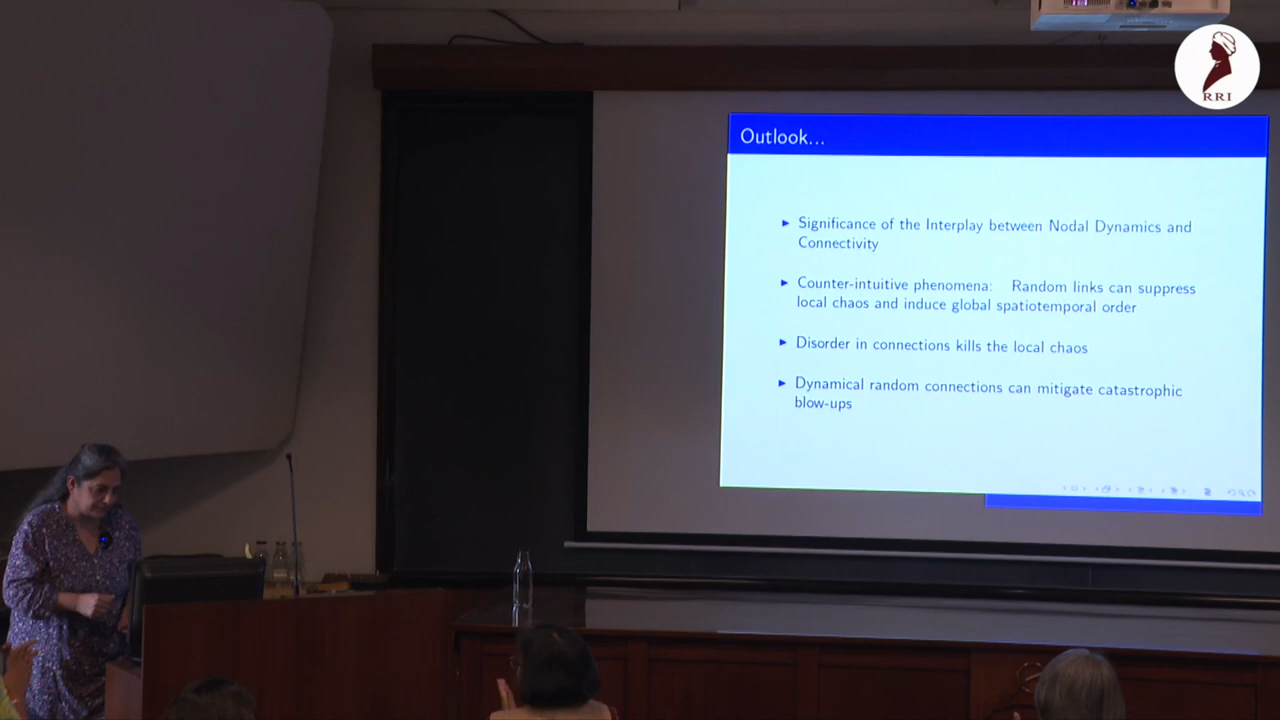 RRI
Outlook...
Significance of the Interplay between Nodal Dynamics and
Connectivity
Counter-intuitive phenomena: Random links can suppress
local chaos and induce global spatiotemporal order
Disorder in connections kills the local chaos
Dynamical random connections can mitigate catastrophic
blow-ups